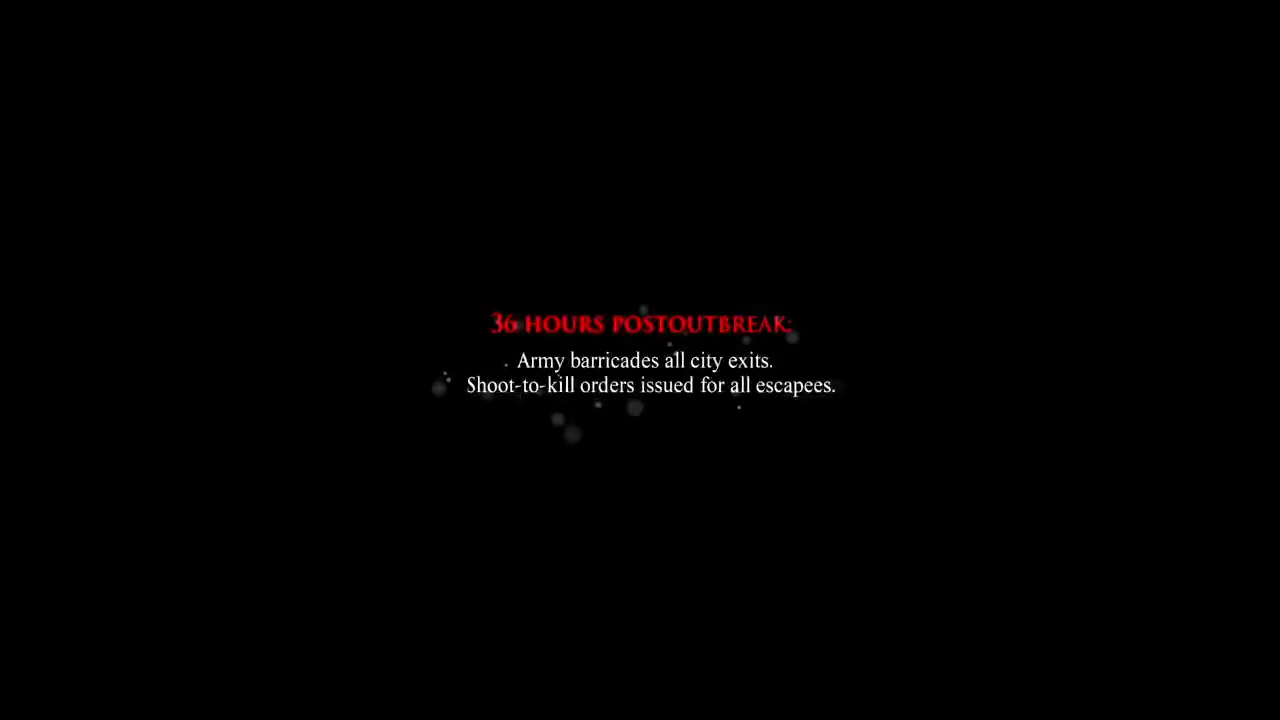 36 HOURS POSTOUTBREAK:
Army barricades all city exits.
Shoot-to-kill orders issued for all escapees.